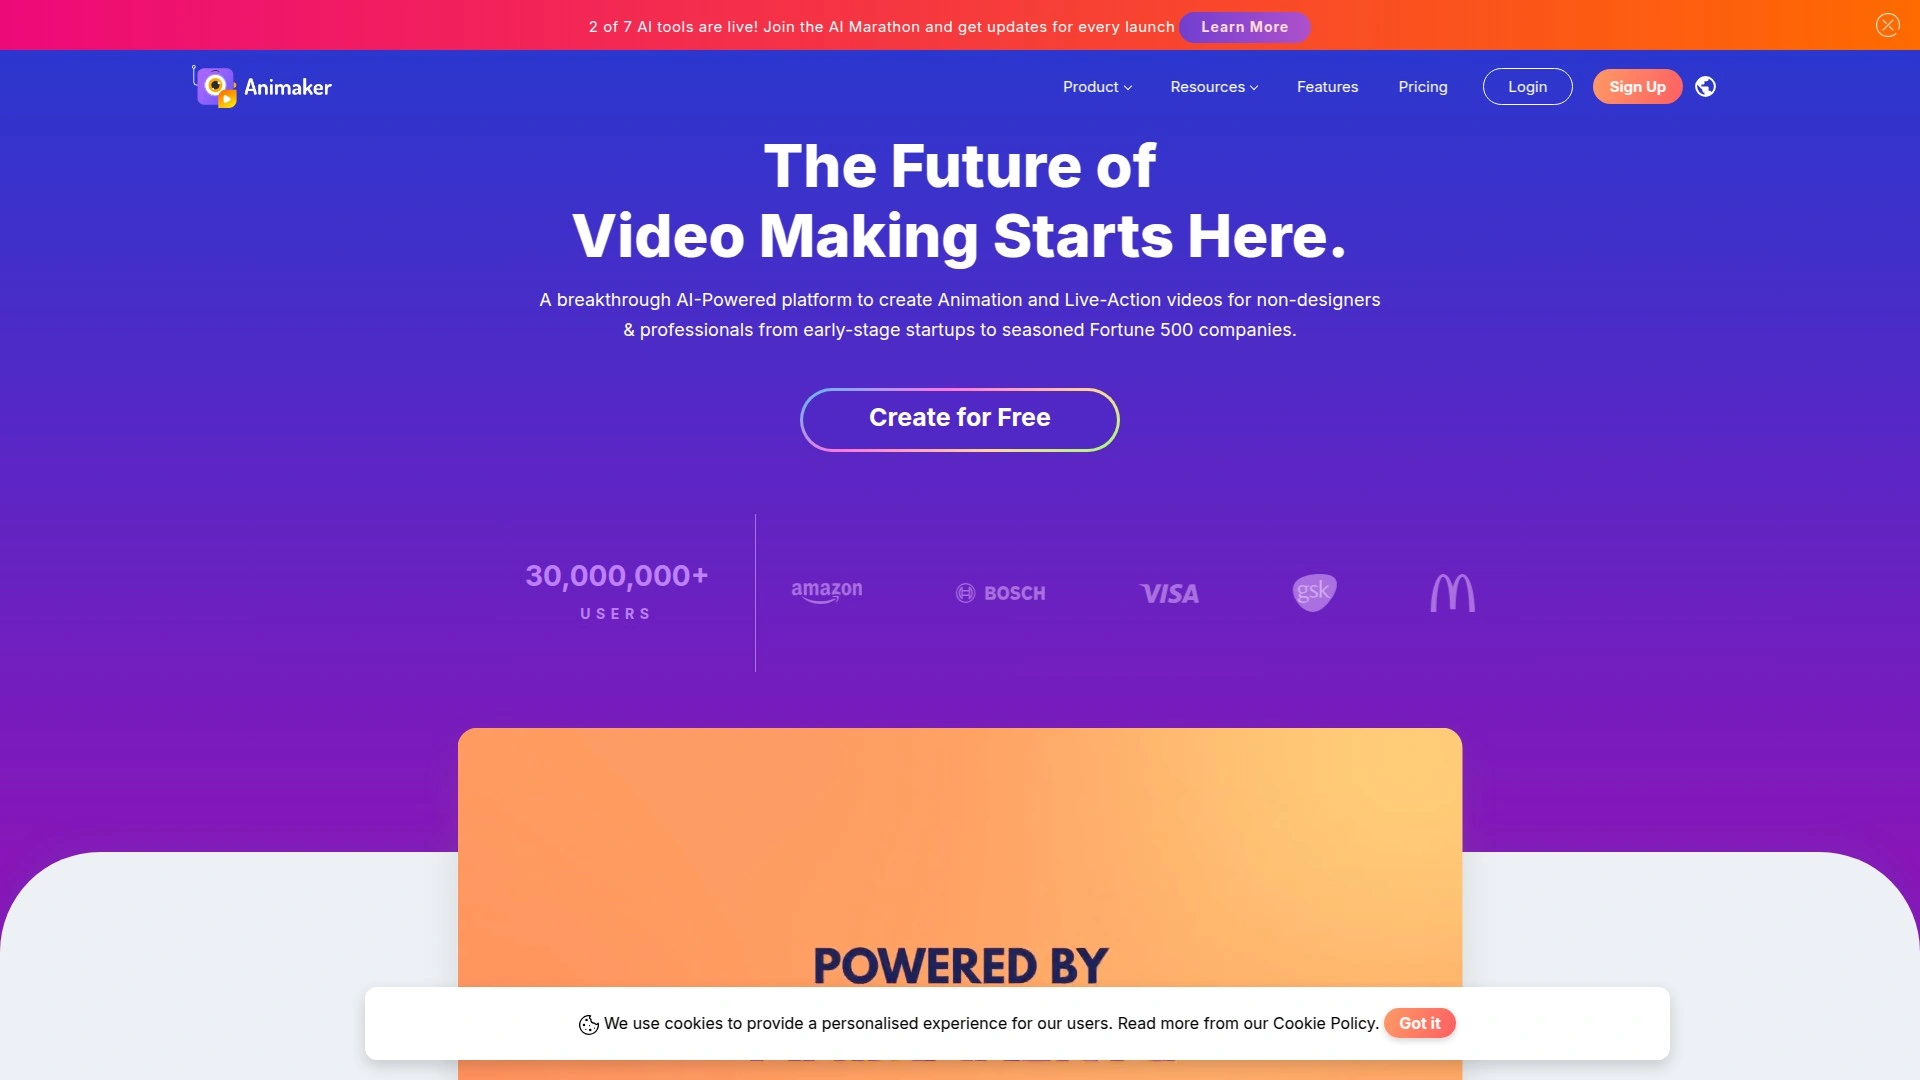 2 of 7 AI tools are live! Join the AI Marathon and get updates for every launch Learn More
Animaker
Product
Resources
Features
Pricing
Login
Sign Up
The Future of
Video Making Starts Here.
A breakthrough AI-Powered platform to create Animation and Live-Action videos for non-designers
& professionals from early-stage startups to seasoned Fortune 500 companies.
Create for Free
30,000,000+
USERS
amazon
BOSCH
VISA
gsk
POWERED BY
We use cookies to provide a personalised experience for our users. Read more from our Cookie Policy. Got it